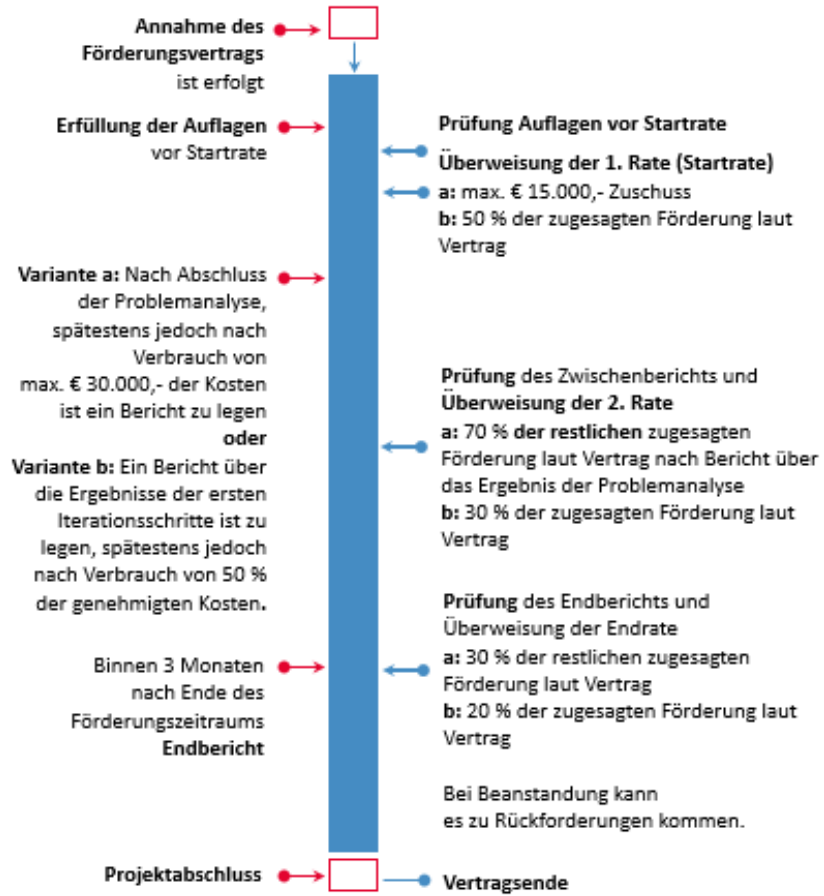 Annahme des
Förderungsvertrags
ist erfolgt
Erfüllung der Auflagen
vor Startrate
Prüfung Auflagen vor Startrate
Überweisung der 1. Rate (Startrate)
a: max. € 15.000,- Zuschuss
b: 50 % der zugesagten Förderung laut
Vertrag
Variante a: Nach Abschluss
der Problemanalyse,
spätestens jedoch nach
Verbrauch von
max. € 30.000,- der Kosten
ist ein Bericht zu legen
oder
Variante b: Ein Bericht über
die Ergebnisse der ersten
Iterationsschritte ist zu
legen, spätestens jedoch
nach Verbrauch von 50 %
der genehmigten Kosten.
Prüfung des Zwischenberichts und
Überweisung der 2. Rate
a: 70 % der restlichen zugesagten
Förderung laut Vertrag nach Bericht über
das Ergebnis der Problemanalyse
b: 30 % der zugesagten Förderung laut
Vertrag
Binnen 3 Monaten
nach Ende des
Förderungszeitraums
Endbericht
Prüfung des Endberichts und
Überweisung der Endrate
a: 30 % der restlichen zugesagten
Förderung laut Vertrag
b: 20 % der zugesagten Förderung laut
Vertrag
Bei Beanstandung kann
es zu Rückforderungen kommen.
Projektabschluss
Vertragsende